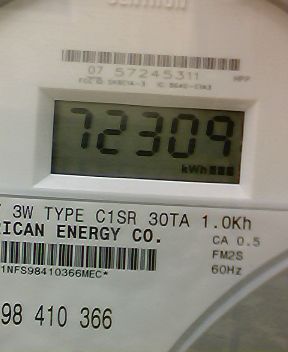 07 57245311
72309
kWh
3W TYPE C1SR 30TA 1.0Kh
RICAN ENERGY CO.
CA 0.5
FM2S
60Hz
1NFS98410366MEC*
98 410 366